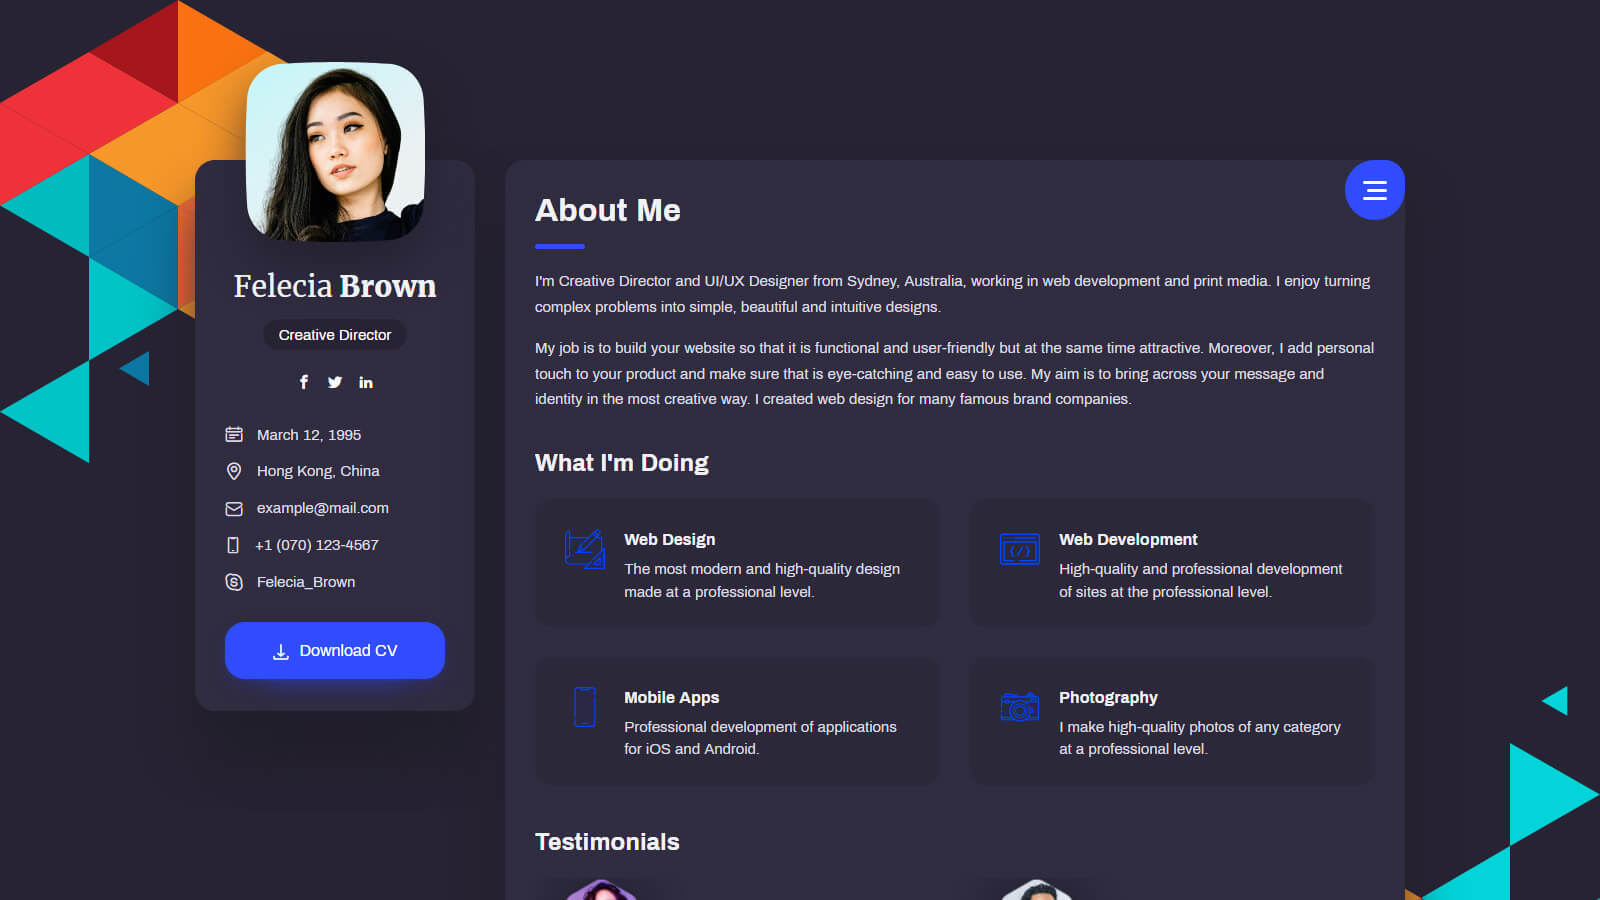 Felecia Brown
Creative Director
March 12, 1995
Hong Kong, China
example@mail.com
+1 (070) 123-4567
Felecia_Brown
Download CV
About Me
I'm Creative Director and UI/UX Designer from Sydney, Australia, working in web development and print media. I enjoy turning
complex problems into simple, beautiful and intuitive designs.
My job is to build your website so that it is functional and user-friendly but at the same time attractive. Moreover, I add personal
touch to your product and make sure that is eye-catching and easy to use. My aim is to bring across your message and
identity in the most creative way. I created web design for many famous brand companies.
What I'm Doing
Web Design
The most modern and high-quality design
made at a professional level.
Web Development
High-quality and professional development
of sites at the professional level.
Mobile Apps
Professional development of applications
for iOS and Android.
Photography
I make high-quality photos of any category
at a professional level.
Testimonials